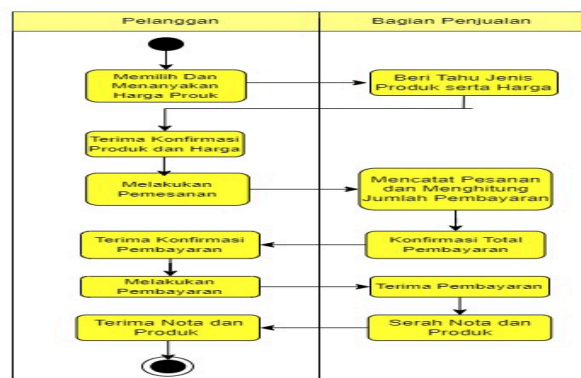 Pelanggan
Bagian Penjualan
Memilih Dan
Menanyakan
Harga Prouk
Beri Tahu Jenis
Produk serta Harga
Terima Konfirmasi
Produk dan Harga
Melakukan
Pemesanan
Mencatat Pesanan
dan Menghitung
Jumlah Pembayaran
Terima Konfirmasi
Pembayaran
Konfirmasi Total
Pembayaran
Melakukan
Pembayaran
Terima Pembayaran
Terima Nota dan
Produk
Serah Nota dan
Produk